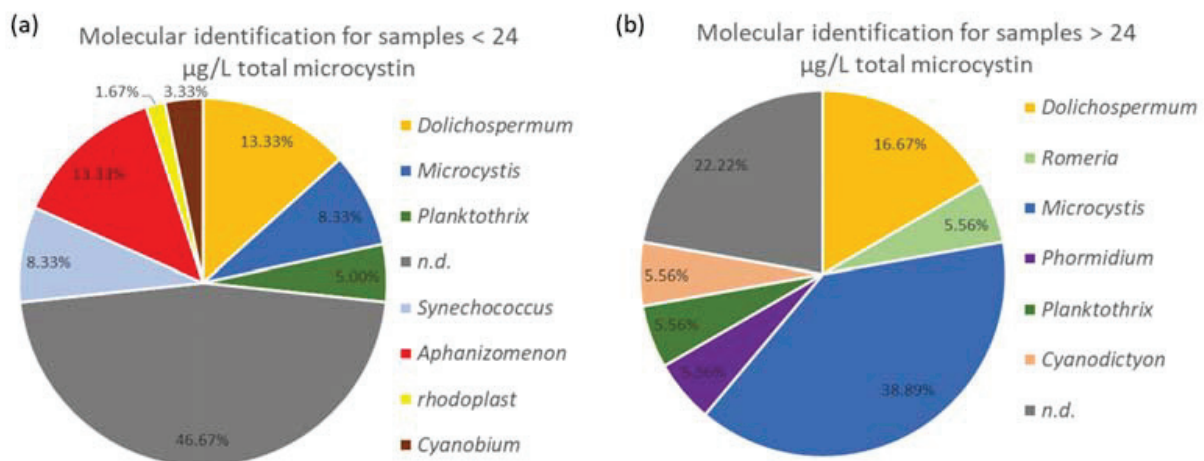 (a)
Molecular identification for samples < 24
µg/L total microcystin
1.67%
3.33%
13.33%
8.33%
5.00%
46.67%
8.33%
13.33%
Dolichospermum
Microcystis
Planktothrix
n.d.
Synechococcus
Aphanizomenon
rhodoplast
Cyanobium
(b)
Molecular identification for samples > 24
µg/L total microcystin
16.67%
5.56%
38.89%
5.56%
5.56%
5.56%
22.22%
Dolichospermum
Romeria
Microcystis
Phormidium
Planktothrix
Cyanodictyon
n.d.